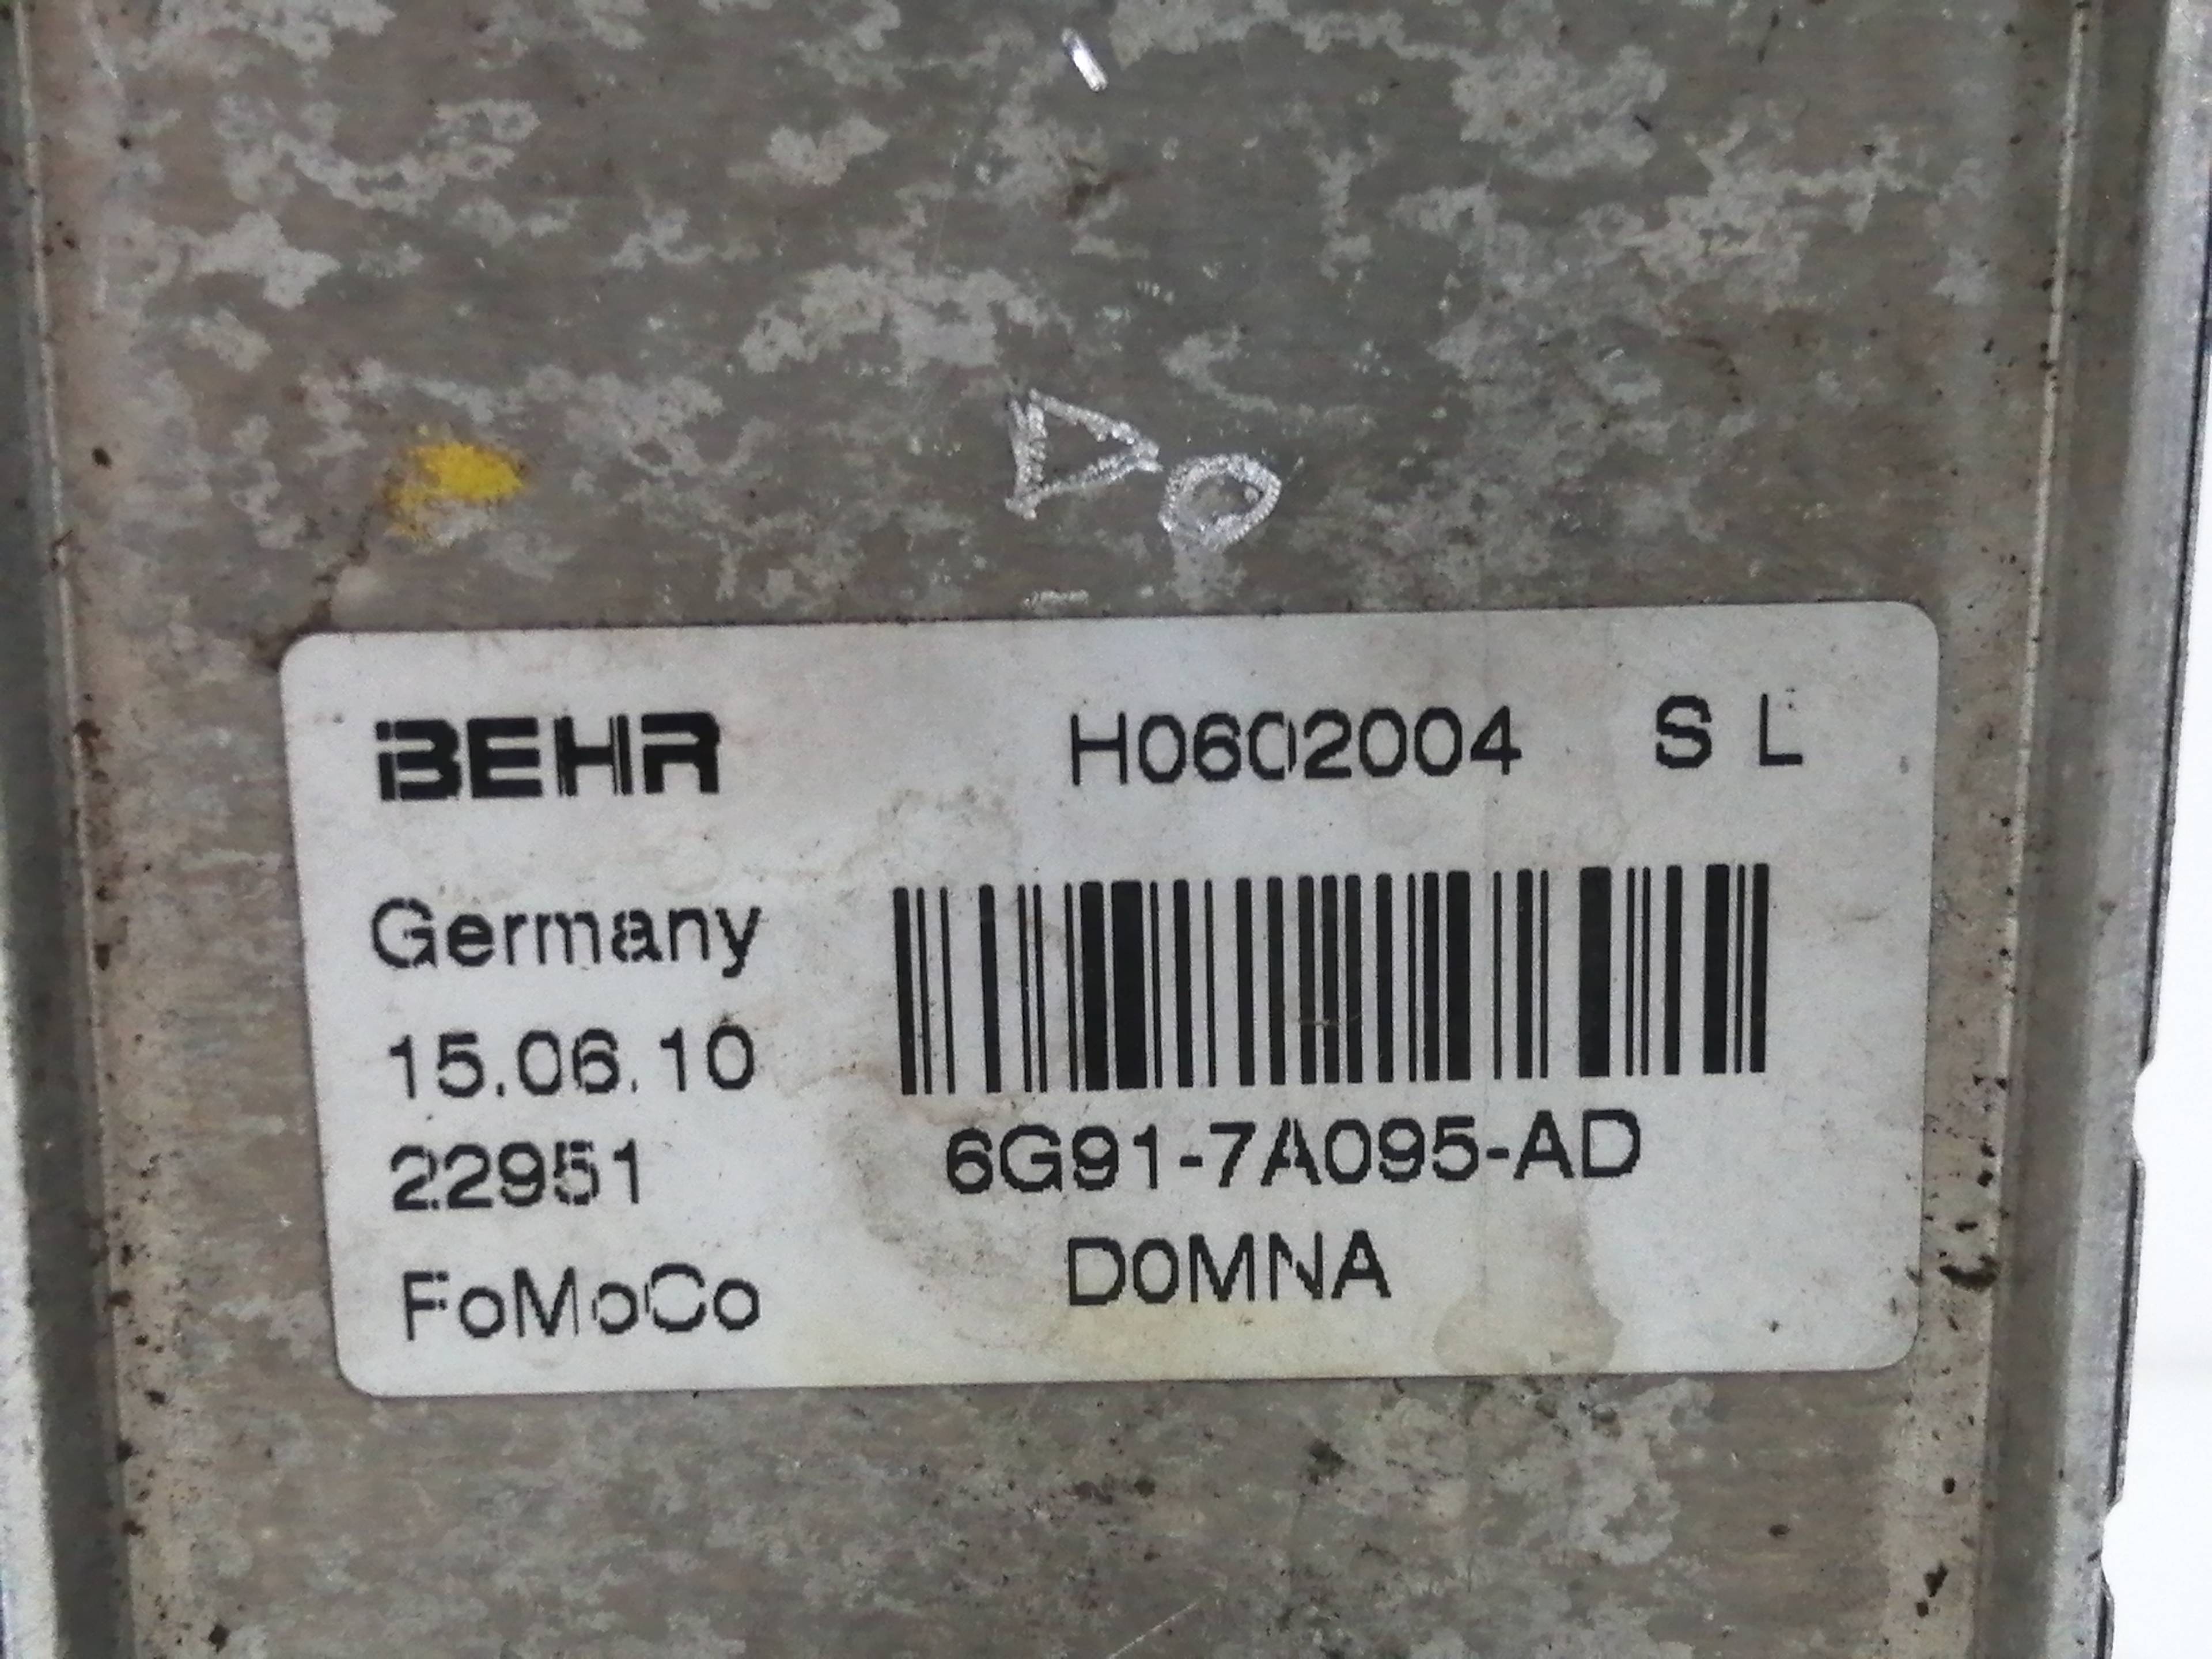 DO
BEHR H0602004 S L
Germany
15.06.10
22951 6G91-7A095-AD
FoMoCo D0MNA